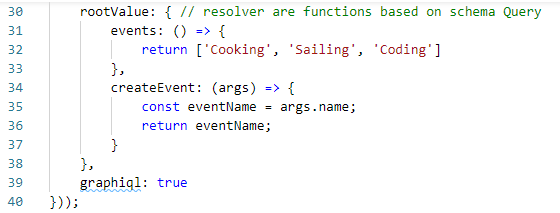 30 rootValue: { // resolver are functions based on schema Query
31 events: () => {
32 return ['Cooking', 'Sailing', 'Coding']
33 },
34 createEvent: (args) => {
35 const eventName = args.name;
36 return eventName;
37 }
38 },
39 graphiql: true
40 }));